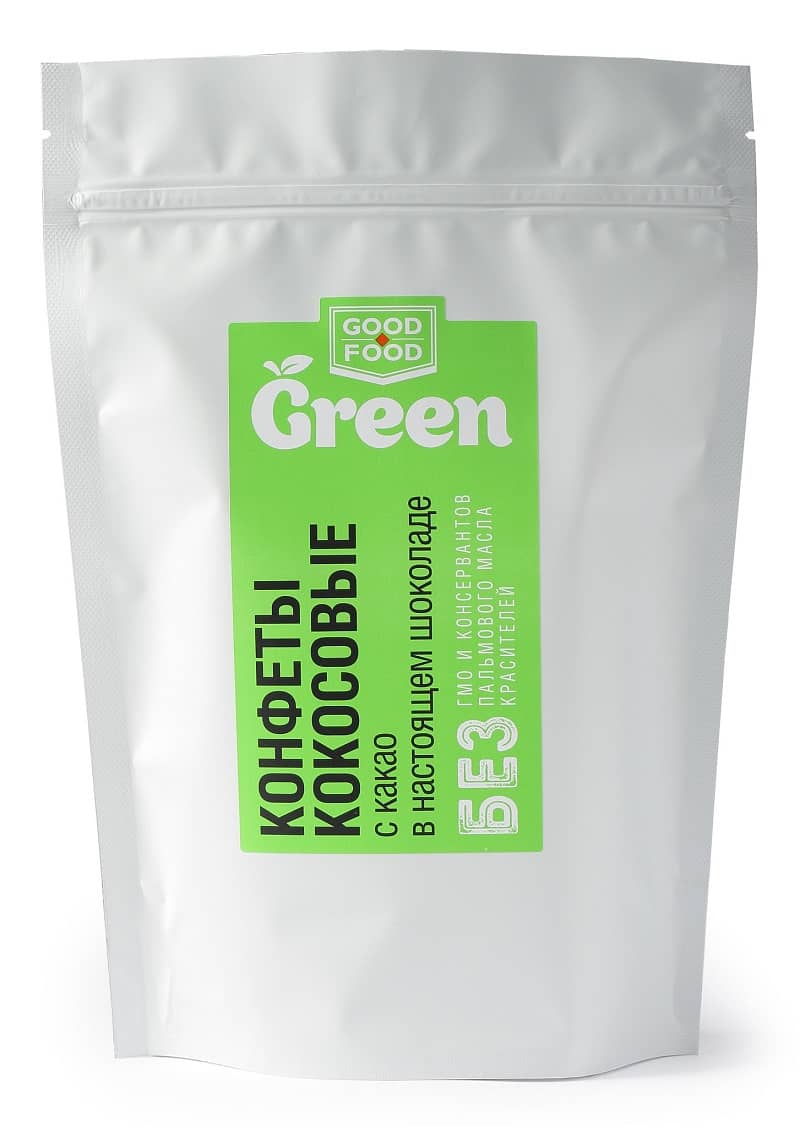 GOOD
FOOD
Green
КОНФЕТЫ
КОКОСОВЫЕ
с какао
в настоящем шоколаде
БЕЗ
ГМО И КОНСЕРВАНТОВ
ПАЛЬМОВОГО МАСЛА
КРАСИТЕЛЕЙ